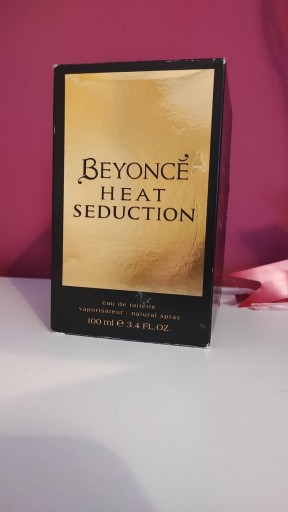 BEYONCÉ
HEAT
SEDUCTION
eau de toilette
vaporisateur - natural spray
100 ml e 3.4 FL.OZ.